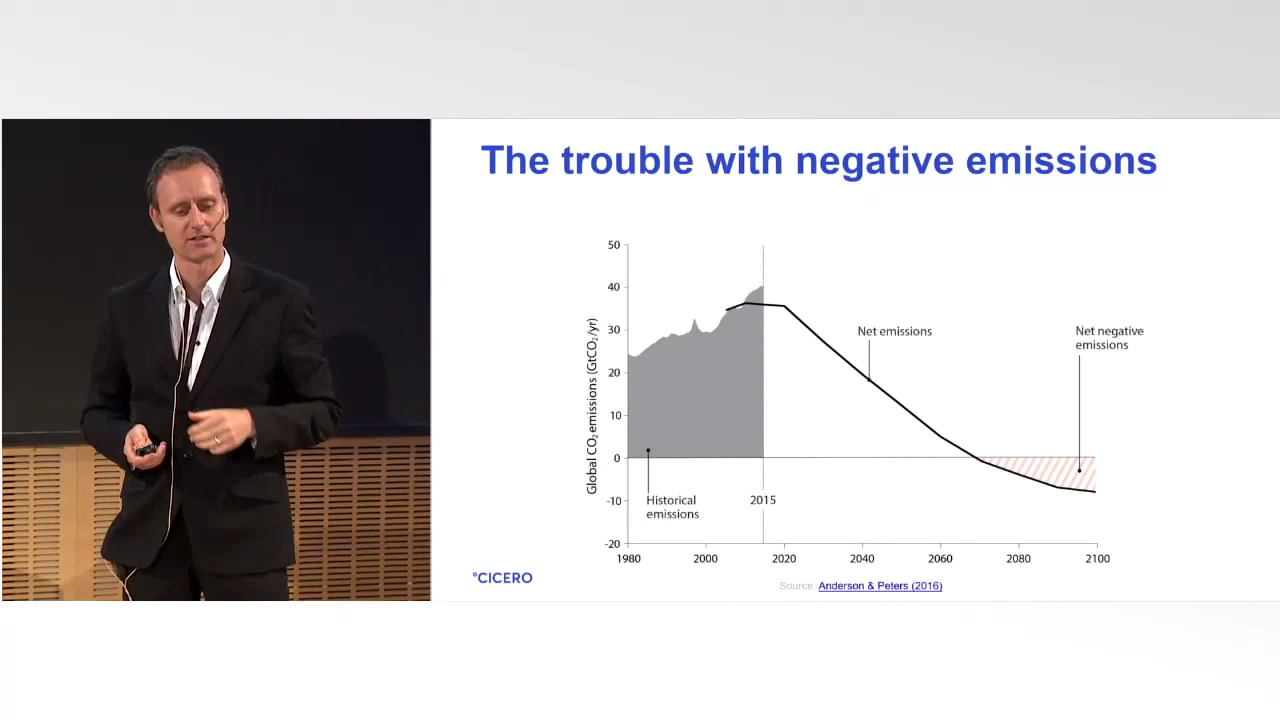 The trouble with negative emissions
Global CO₂ emissions (GtCO₂/yr)
50
40
30
20
10
0
-10
-20
Net emissions
Net negative
emissions
Historical
emissions
2015
1980
2000
2020
2040
2060
2080
2100
°CICERO
Source: Anderson & Peters (2016)